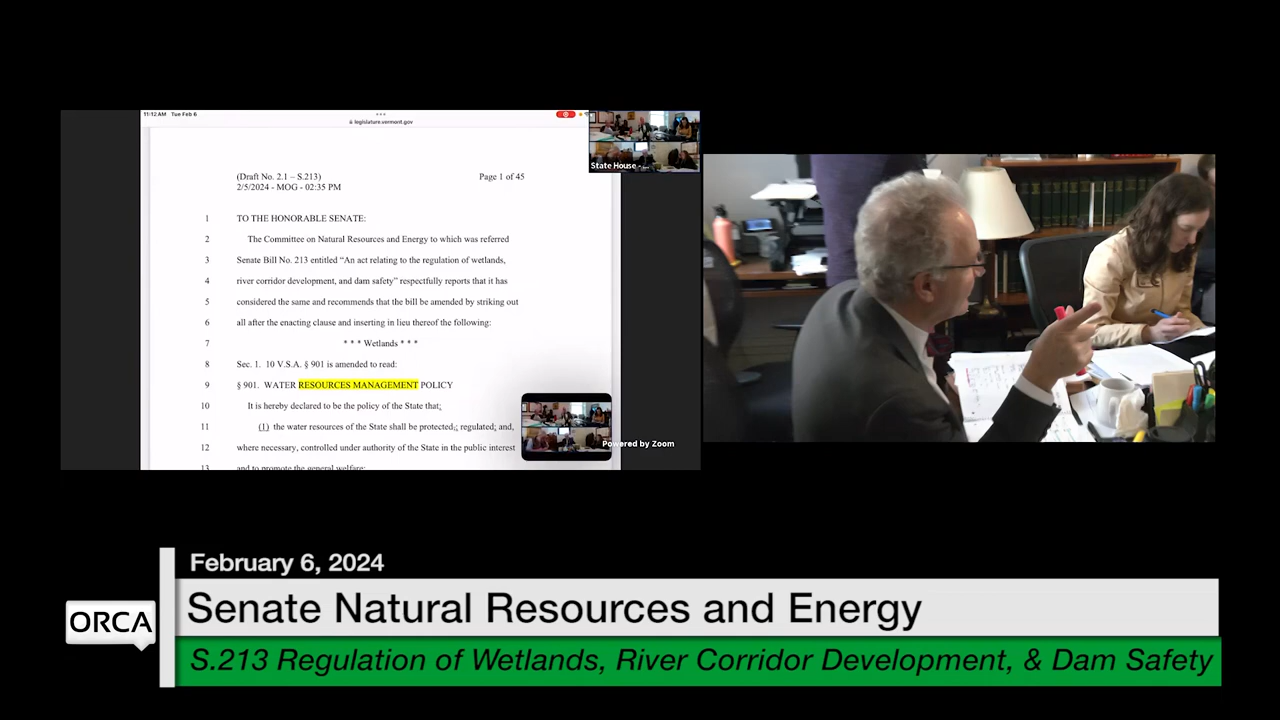 11:12 AM Tue Feb 6
legislature.vermont.gov
State House -
(Draft No. 2.1 – S.213)
Page 1 of 45
2/5/2024 - MOG - 02:35 PM
1 TO THE HONORABLE SENATE:
2 The Committee on Natural Resources and Energy to which was referred
3 Senate Bill No. 213 entitled “An act relating to the regulation of wetlands,
4 river corridor development, and dam safety” respectfully reports that it has
5 considered the same and recommends that the bill be amended by striking out
6 all after the enacting clause and inserting in lieu thereof the following:
7 * * * Wetlands * * *
8 Sec. 1. 10 V.S.A. § 901 is amended to read:
9 § 901. WATER RESOURCES MANAGEMENT POLICY
10 It is hereby declared to be the policy of the State that:
11 (1) the water resources of the State shall be protected,; regulated; and,
12 where necessary, controlled under authority of the State in the public interest
13 and to promote the general welfare:
Powered by Zoom
February 6, 2024
Senate Natural Resources and Energy
ORCA
S.213 Regulation of Wetlands, River Corridor Development, & Dam Safety